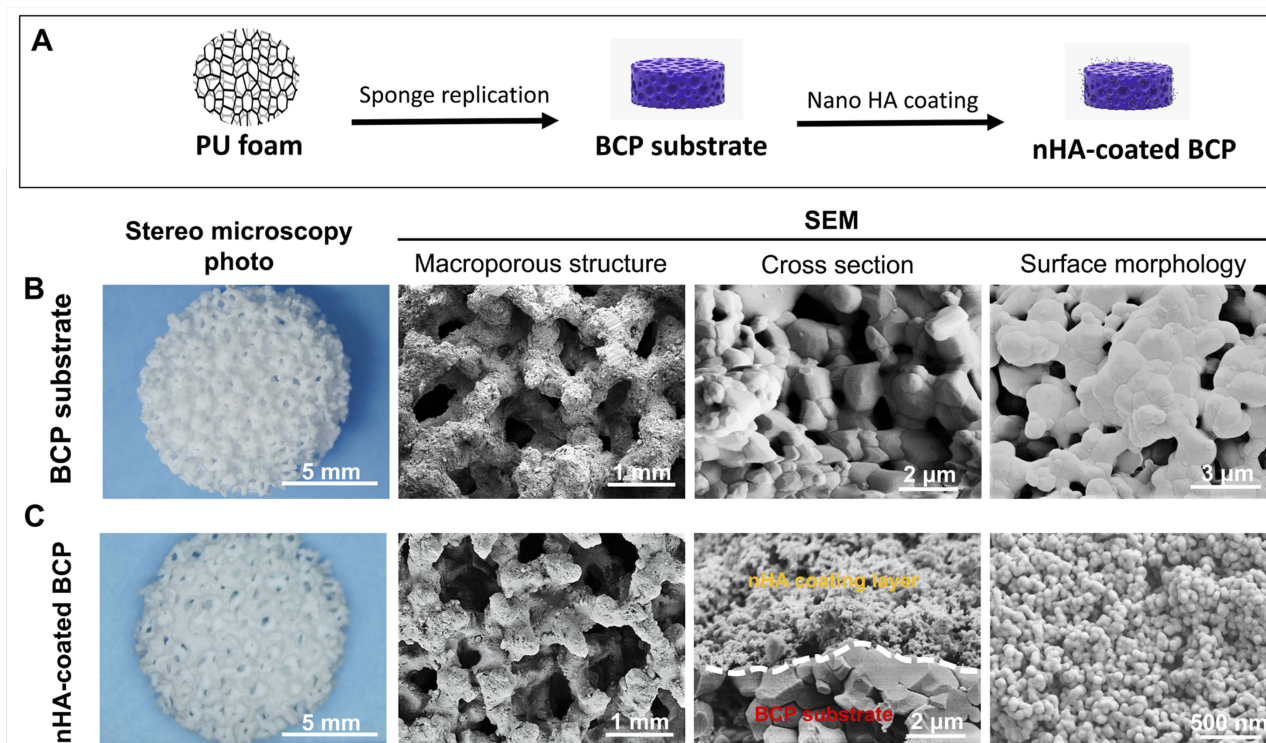 A
Sponge replication
Nano HA coating
PU foam
BCP substrate
nHA-coated BCP
Stereo microscopy
photo
SEM
Macroporous structure
Cross section
Surface morphology
B
BCP substrate
5 mm
1 mm
2 µm
3 µm
C
nHA-coated BCP
5 mm
1 mm
nHA coating layer
BCP substrate
2 µm
500 nm